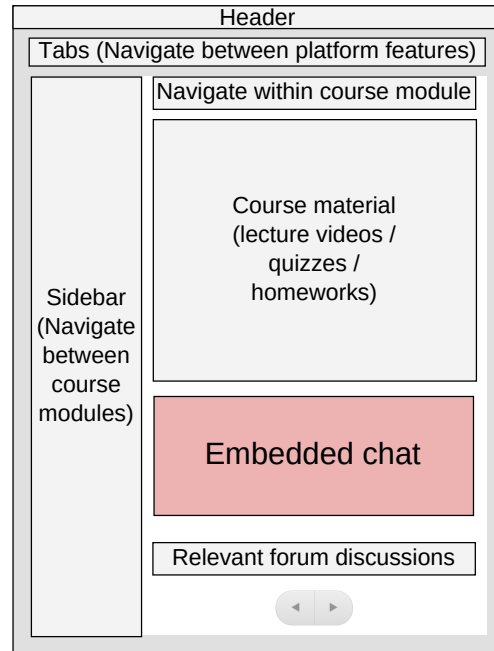 Header
Tabs (Navigate between platform features)
Navigate within course module
Course material
(lecture videos /
quizzes /
homeworks)
Sidebar
(Navigate
between
course
modules)
Embedded chat
Relevant forum discussions